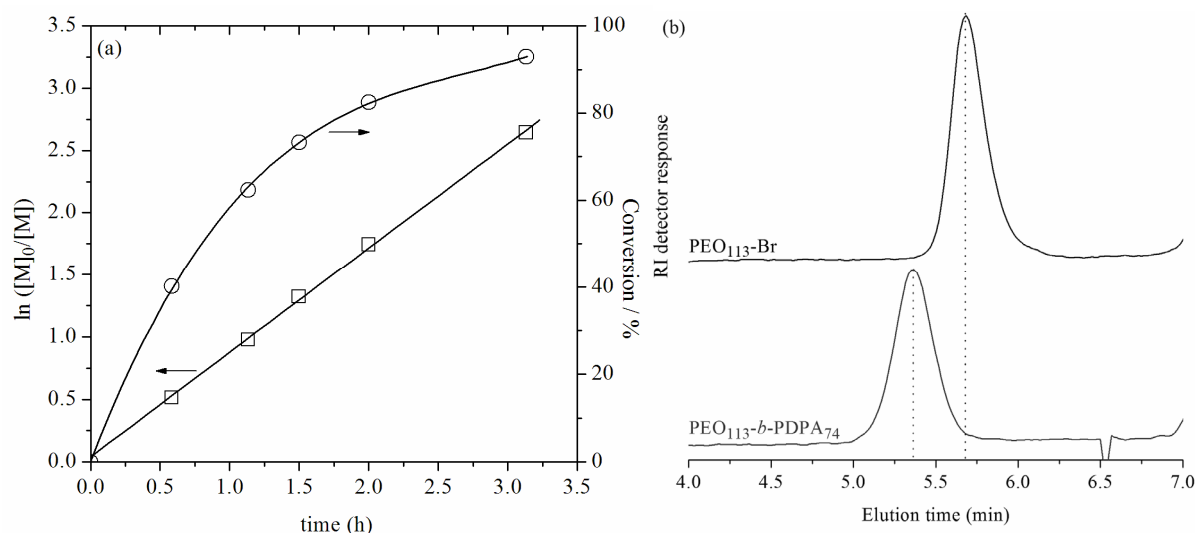 (a)
3.5
3.0
2.5
2.0
1.5
1.0
0.5
0.0
ln ([M]₀/[M])
100
80
60
40
20
0
Conversion / %
0.0 0.5 1.0 1.5 2.0 2.5 3.0 3.5
time (h)
(b)
RI detector response
PEO₁₁₃-Br
PEO₁₁₃-b-PDPA₇₄
4.0 4.5 5.0 5.5 6.0 6.5 7.0
Elution time (min)